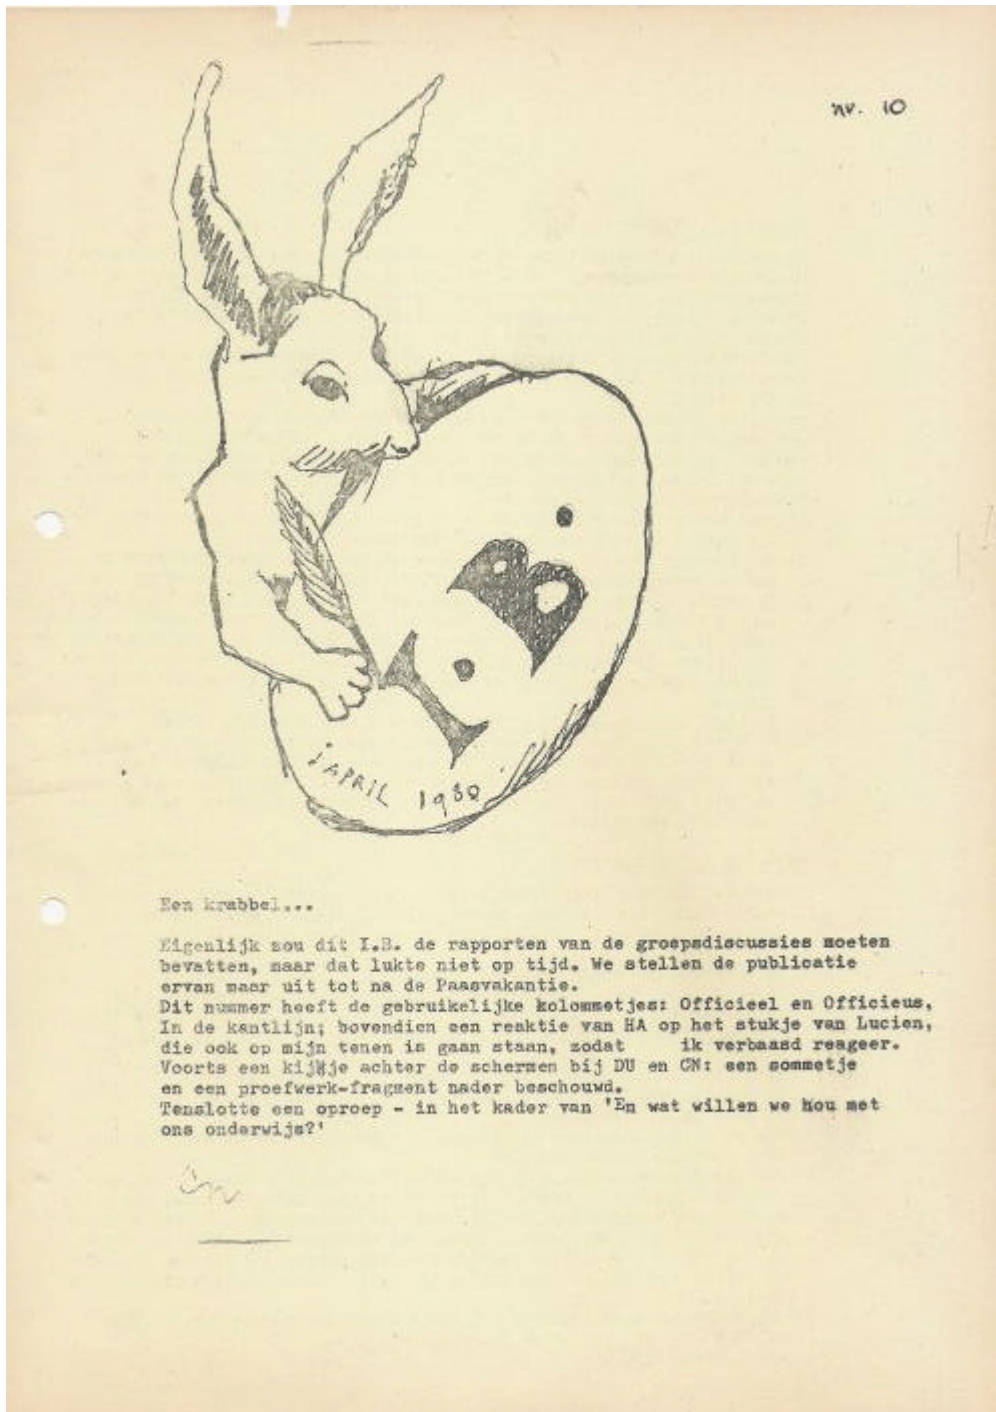 nr. 10
I.B.
1 APRIL 1980
Een krabbel...
Eigenlijk zou dit I.B. de rapporten van de groepsdiscussies moeten
bevatten, maar dat lukte niet op tijd. We stellen de publicatie
ervan maar uit tot na de Paasvakantie.
Dit nummer heeft de gebruikelijke kolommetjes: Officieel en Officieus,
In de kantlijn; bovendien een reaktie van HA op het stukje van Lucien,
die ook op mijn tenen is gaan staan, zodat ik verbaasd reageer.
Voorts een kijkje achter de schermen bij DU en CN: een sommetje
en een proefwerk-fragment nader beschouwd.
Tenslotte een oproep - in het kader van 'En wat willen we nou met
ons onderwijs?'
Cn